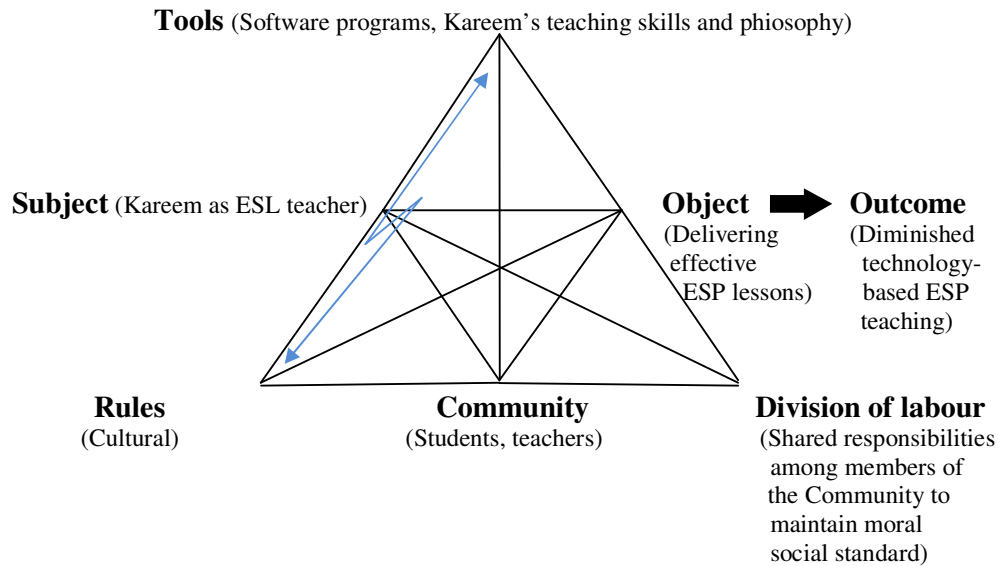 Tools (Software programs, Kareem's teaching skills and phiosophy)
Subject (Kareem as ESL teacher)
Object
(Delivering
effective
ESP lessons)
Outcome
(Diminished
technology-
based ESP
teaching)
Rules
(Cultural)
Community
(Students, teachers)
Division of labour
(Shared responsibilities
among members of
the Community to
maintain moral
social standard)